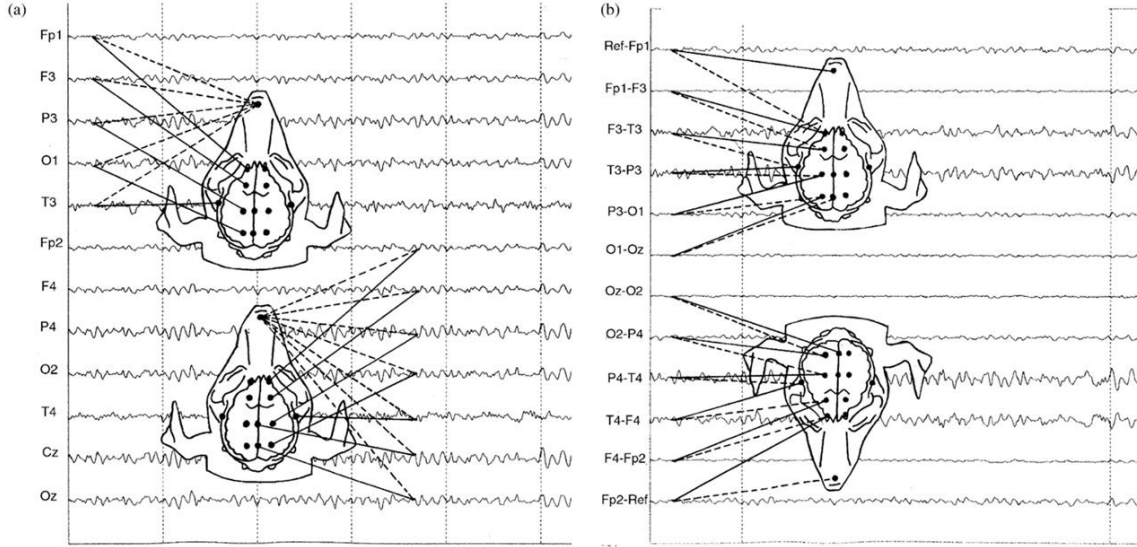 (a)
Fp1
F3
P3
O1
T3
Fp2
F4
P4
O2
T4
Cz
Oz
(b)
Ref-Fp1
Fp1-F3
F3-T3
T3-P3
P3-O1
O1-Oz
Oz-O2
O2-P4
P4-T4
T4-F4
F4-Fp2
Fp2-Ref